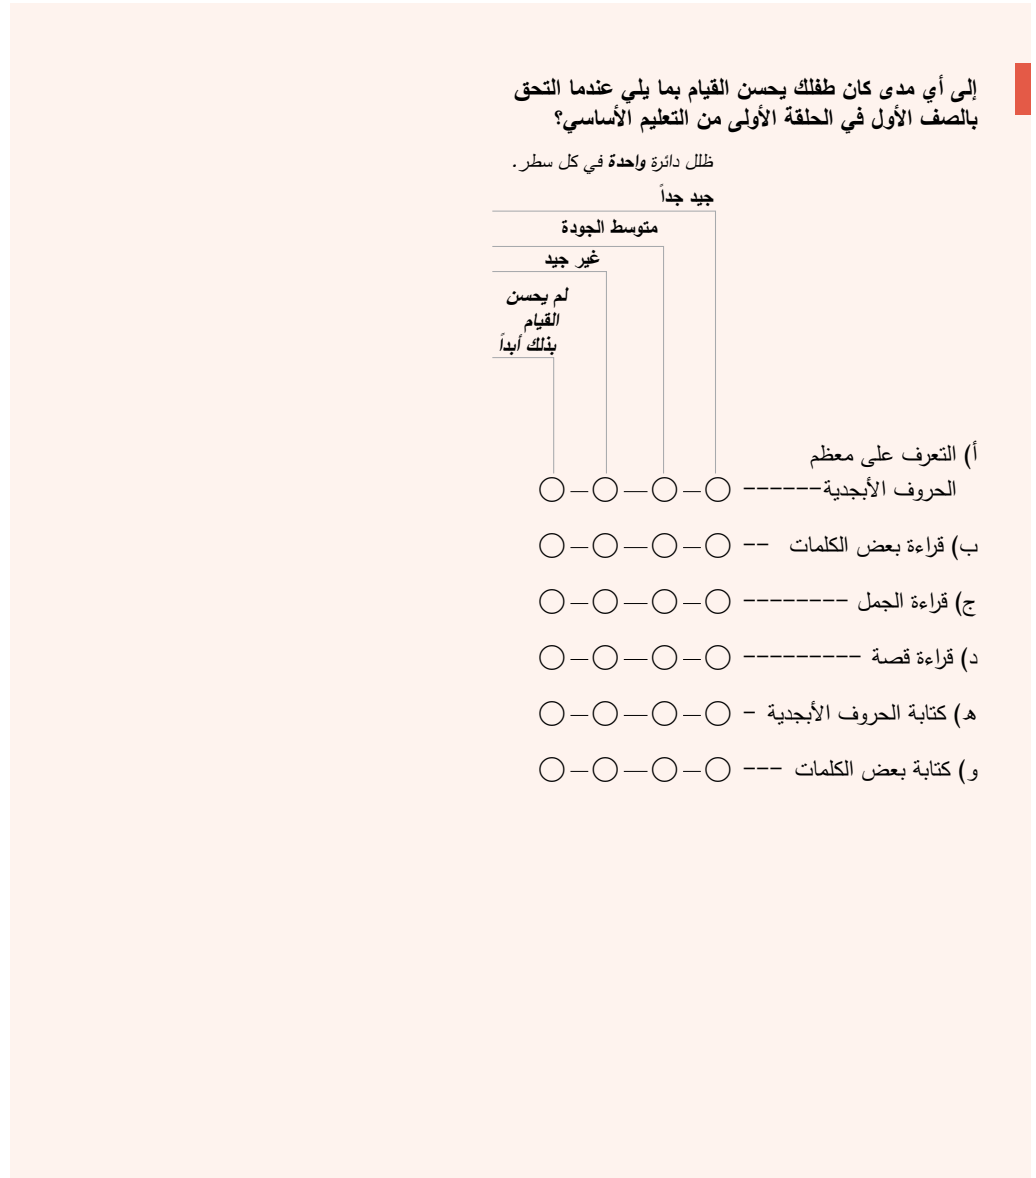 إلى أي مدى كان طفلك يحسن القيام بما يلي عندما التحق
بالصف الأول في الحلقة الأولى من التعليم الأساسي؟
ظلل دائرة واحدة في كل سطر.
جيد جداً
متوسط الجودة
غير جيد
لم يحسن
القيام
بذلك أبداً
أ) التعرف على معظم
الحروف الأبجدية ------
ب) قراءة بعض الكلمات --
ج) قراءة الجمل --------
د) قراءة قصة ---------
ه) كتابة الحروف الأبجدية -
و) كتابة بعض الكلمات ---